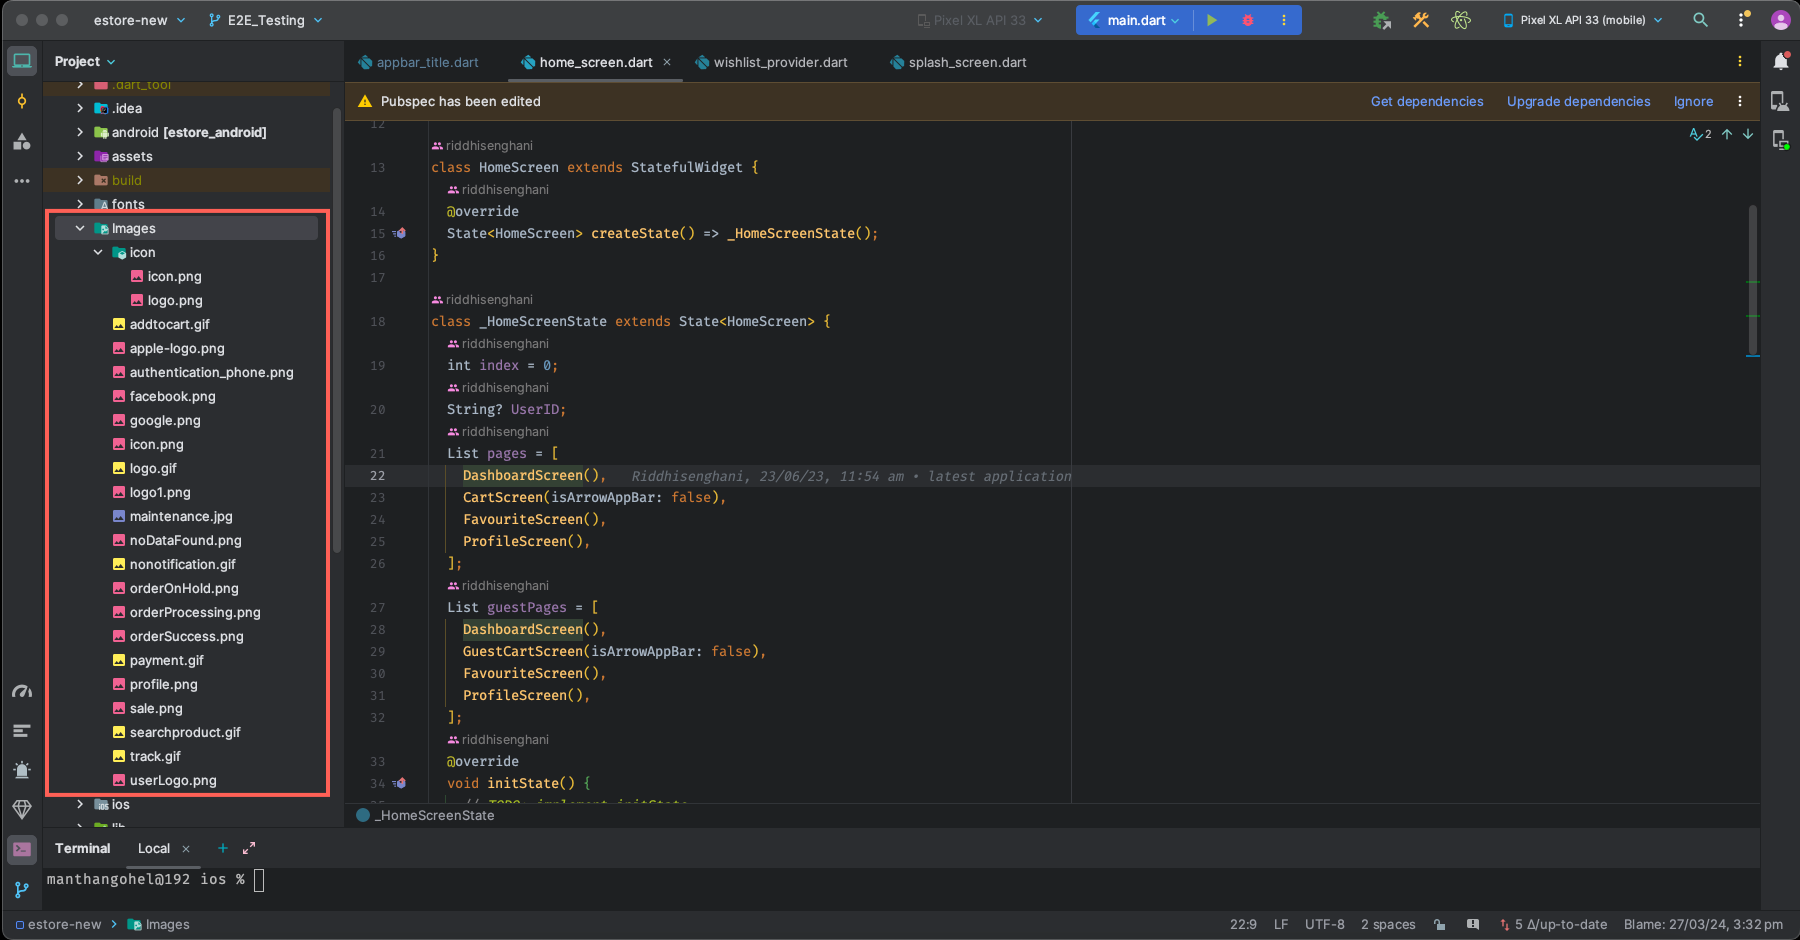 estore-new
E2E_Testing
Pixel XL API 33
main.dart
Pixel XL API 33 (mobile)
Project
appbar_title.dart
home_screen.dart
wishlist_provider.dart
splash_screen.dart
Pubspec has been edited
Get dependencies
Upgrade dependencies
Ignore
.dart_tool
.idea
android [estore_android]
assets
build
fonts
Images
icon
icon.png
logo.png
addtocart.gif
apple-logo.png
authentication_phone.png
facebook.png
google.png
icon.png
logo.gif
logo1.png
maintenance.jpg
noDataFound.png
nonotification.gif
orderOnHold.png
orderProcessing.png
orderSuccess.png
payment.gif
profile.png
sale.png
searchproduct.gif
track.gif
userLogo.png
ios
lib
2
12
riddhisenghani
13 class HomeScreen extends StatefulWidget {
riddhisenghani
14 @override
15 State<HomeScreen> createState() => _HomeScreenState();
16 }
17
riddhisenghani
18 class _HomeScreenState extends State<HomeScreen> {
riddhisenghani
19 int index = 0;
riddhisenghani
20 String? UserID;
riddhisenghani
21 List pages = [
22 DashboardScreen(), Riddhisenghani, 23/06/23, 11:54 am • latest application
23 CartScreen(isArrowAppBar: false),
24 FavouriteScreen(),
25 ProfileScreen(),
26 ];
riddhisenghani
27 List guestPages = [
28 DashboardScreen(),
29 GuestCartScreen(isArrowAppBar: false),
30 FavouriteScreen(),
31 ProfileScreen(),
32 ];
riddhisenghani
33 @override
34 void initState() {
35 // TODO: implement initState
_HomeScreenState
Terminal
Local
manthangohel@192 ios %
estore-new
Images
22:9
LF
UTF-8
2 spaces
5 Δ/up-to-date
Blame: 27/03/24, 3:32 pm